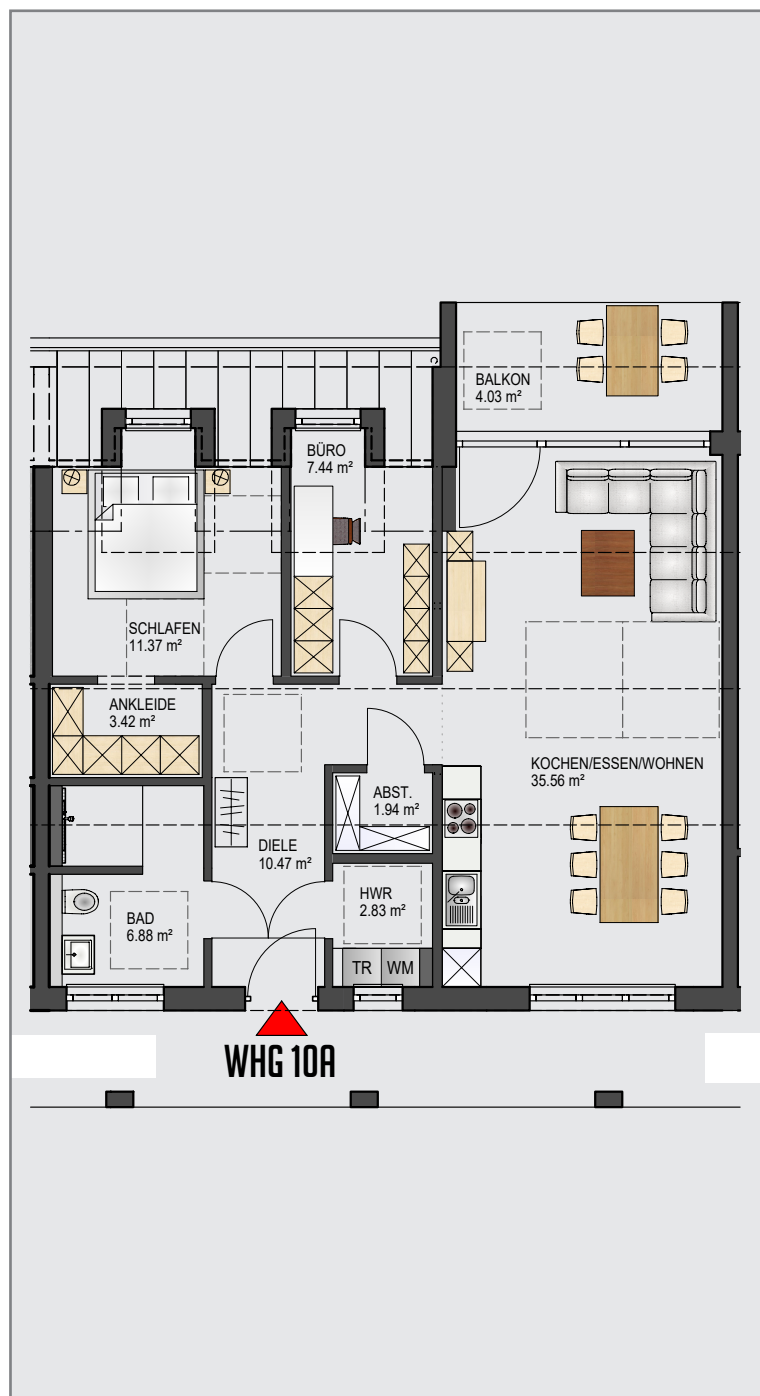 BALKON
4.03 m²
BÜRO
7.44 m²
SCHLAFEN
11.37 m²
ANKLEIDE
3.42 m²
KOCHEN/ESSEN/WOHNEN
35.56 m²
ABST.
1.94 m²
DIELE
10.47 m²
HWR
2.83 m²
BAD
6.88 m²
TR WM
WHG 10A